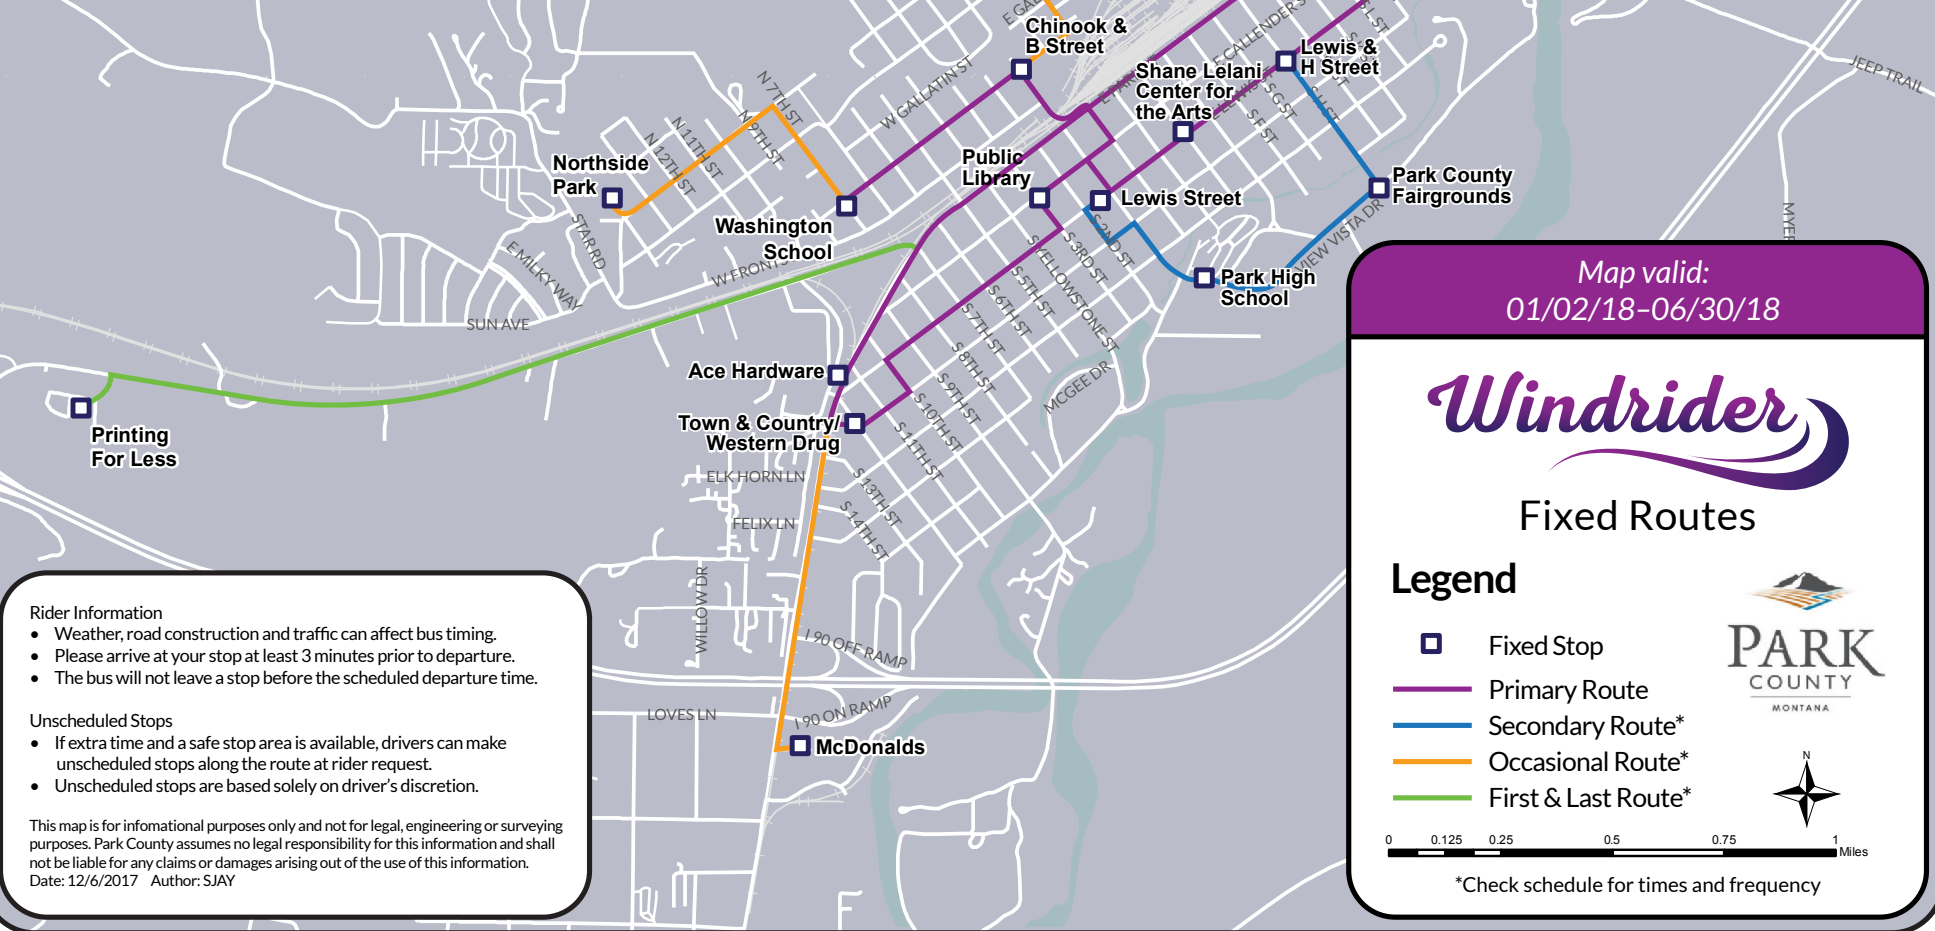 E GAL
Chinook &
B Street
W GALLATIN ST
N 7TH ST
N 9TH ST
N 11TH ST
N 12TH ST
Northside
Park
STARR D
E MILKY WAY
SUN AVE
Washington
School
W FRONT S
E CALLENDER S
S L ST
Lewis &
H Street
Shane Lelani
Center for
the Arts
S H ST
S G ST
S F ST
Public
Library
Lewis Street
Park County
Fairgrounds
VIEW VISTA DR
Park High
School
S 2ND ST
S 3RD ST
S YELLOWSTONE ST
S 5TH ST
S 6TH ST
S 7TH ST
S 8TH ST
S 9TH ST
S 10TH ST
S 11TH ST
S 13TH ST
S 14TH ST
MCGEE DR
JEEP TRAIL
MYER
Ace Hardware
Town & Country/
Western Drug
Printing
For Less
ELK HORN LN
FELIX LN
WILLOW DR
I 90 OFF RAMP
LOVES LN
I 90 ON RAMP
McDonalds
Rider Information
• Weather, road construction and traffic can affect bus timing.
• Please arrive at your stop at least 3 minutes prior to departure.
• The bus will not leave a stop before the scheduled departure time.
Unscheduled Stops
• If extra time and a safe stop area is available, drivers can make
unscheduled stops along the route at rider request.
• Unscheduled stops are based solely on driver's discretion.
This map is for infomational purposes only and not for legal, engineering or surveying
purposes. Park County assumes no legal responsibility for this information and shall
not be liable for any claims or damages arising out of the use of this information.
Date: 12/6/2017 Author: SJAY
Map valid:
01/02/18–06/30/18
Windrider
Fixed Routes
Legend
Fixed Stop
Primary Route
Secondary Route*
Occasional Route*
First & Last Route*
PARK
COUNTY
MONTANA
N
0 0.125 0.25 0.5 0.75 1
Miles
*Check schedule for times and frequency